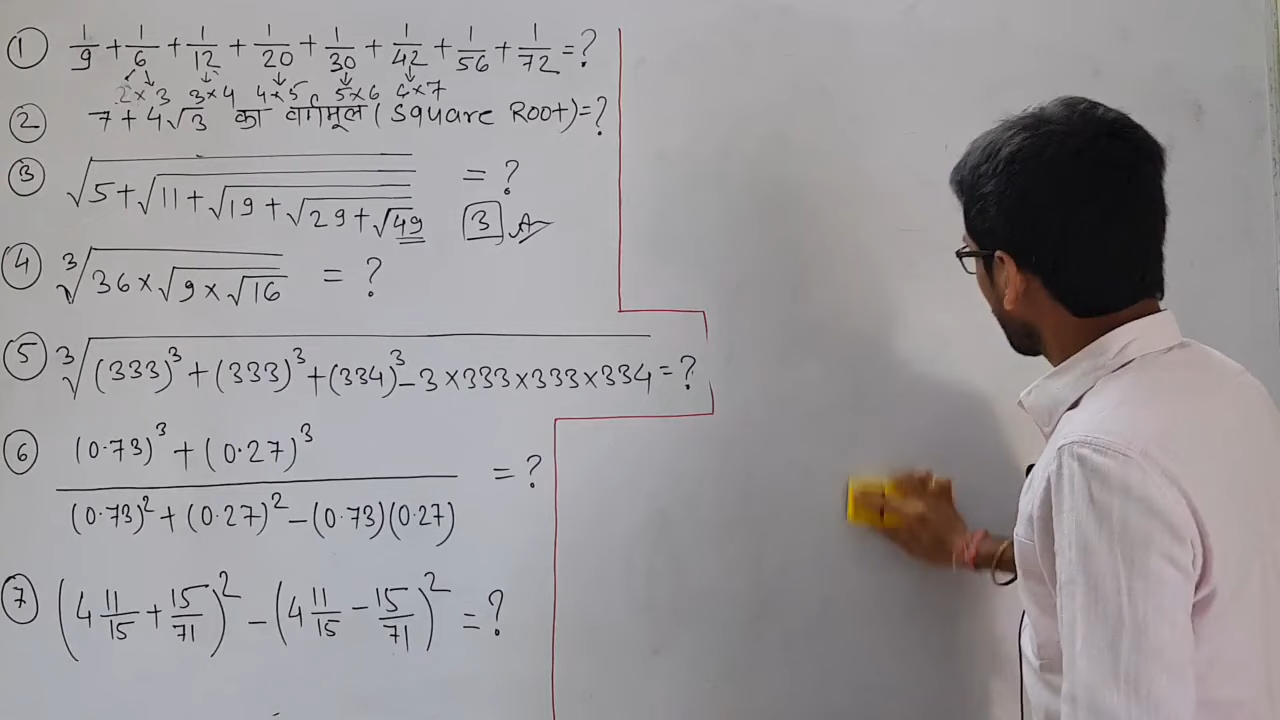 ① 1/9 + 1/6 + 1/12 + 1/20 + 1/30 + 1/42 + 1/56 + 1/72 = ?
2×3 3×4 4×5 5×6 6×7
② 7 + 4√3 का वर्गमूल (Square Root) = ?
③ √(5 + √(11 + √(19 + √(29 + √49)))) = ?
3 A
④ ³√(36 × √(9 × √16)) = ?
⑤ ³√((333)³ + (333)³ + (334)³ - 3 × 333 × 333 × 334) = ?
⑥ ((0.73)³ + (0.27)³) / ((0.73)² + (0.27)² - (0.73)(0.27)) = ?
⑦ (4 11/15 + 15/71)² - (4 11/15 - 15/71)² = ?